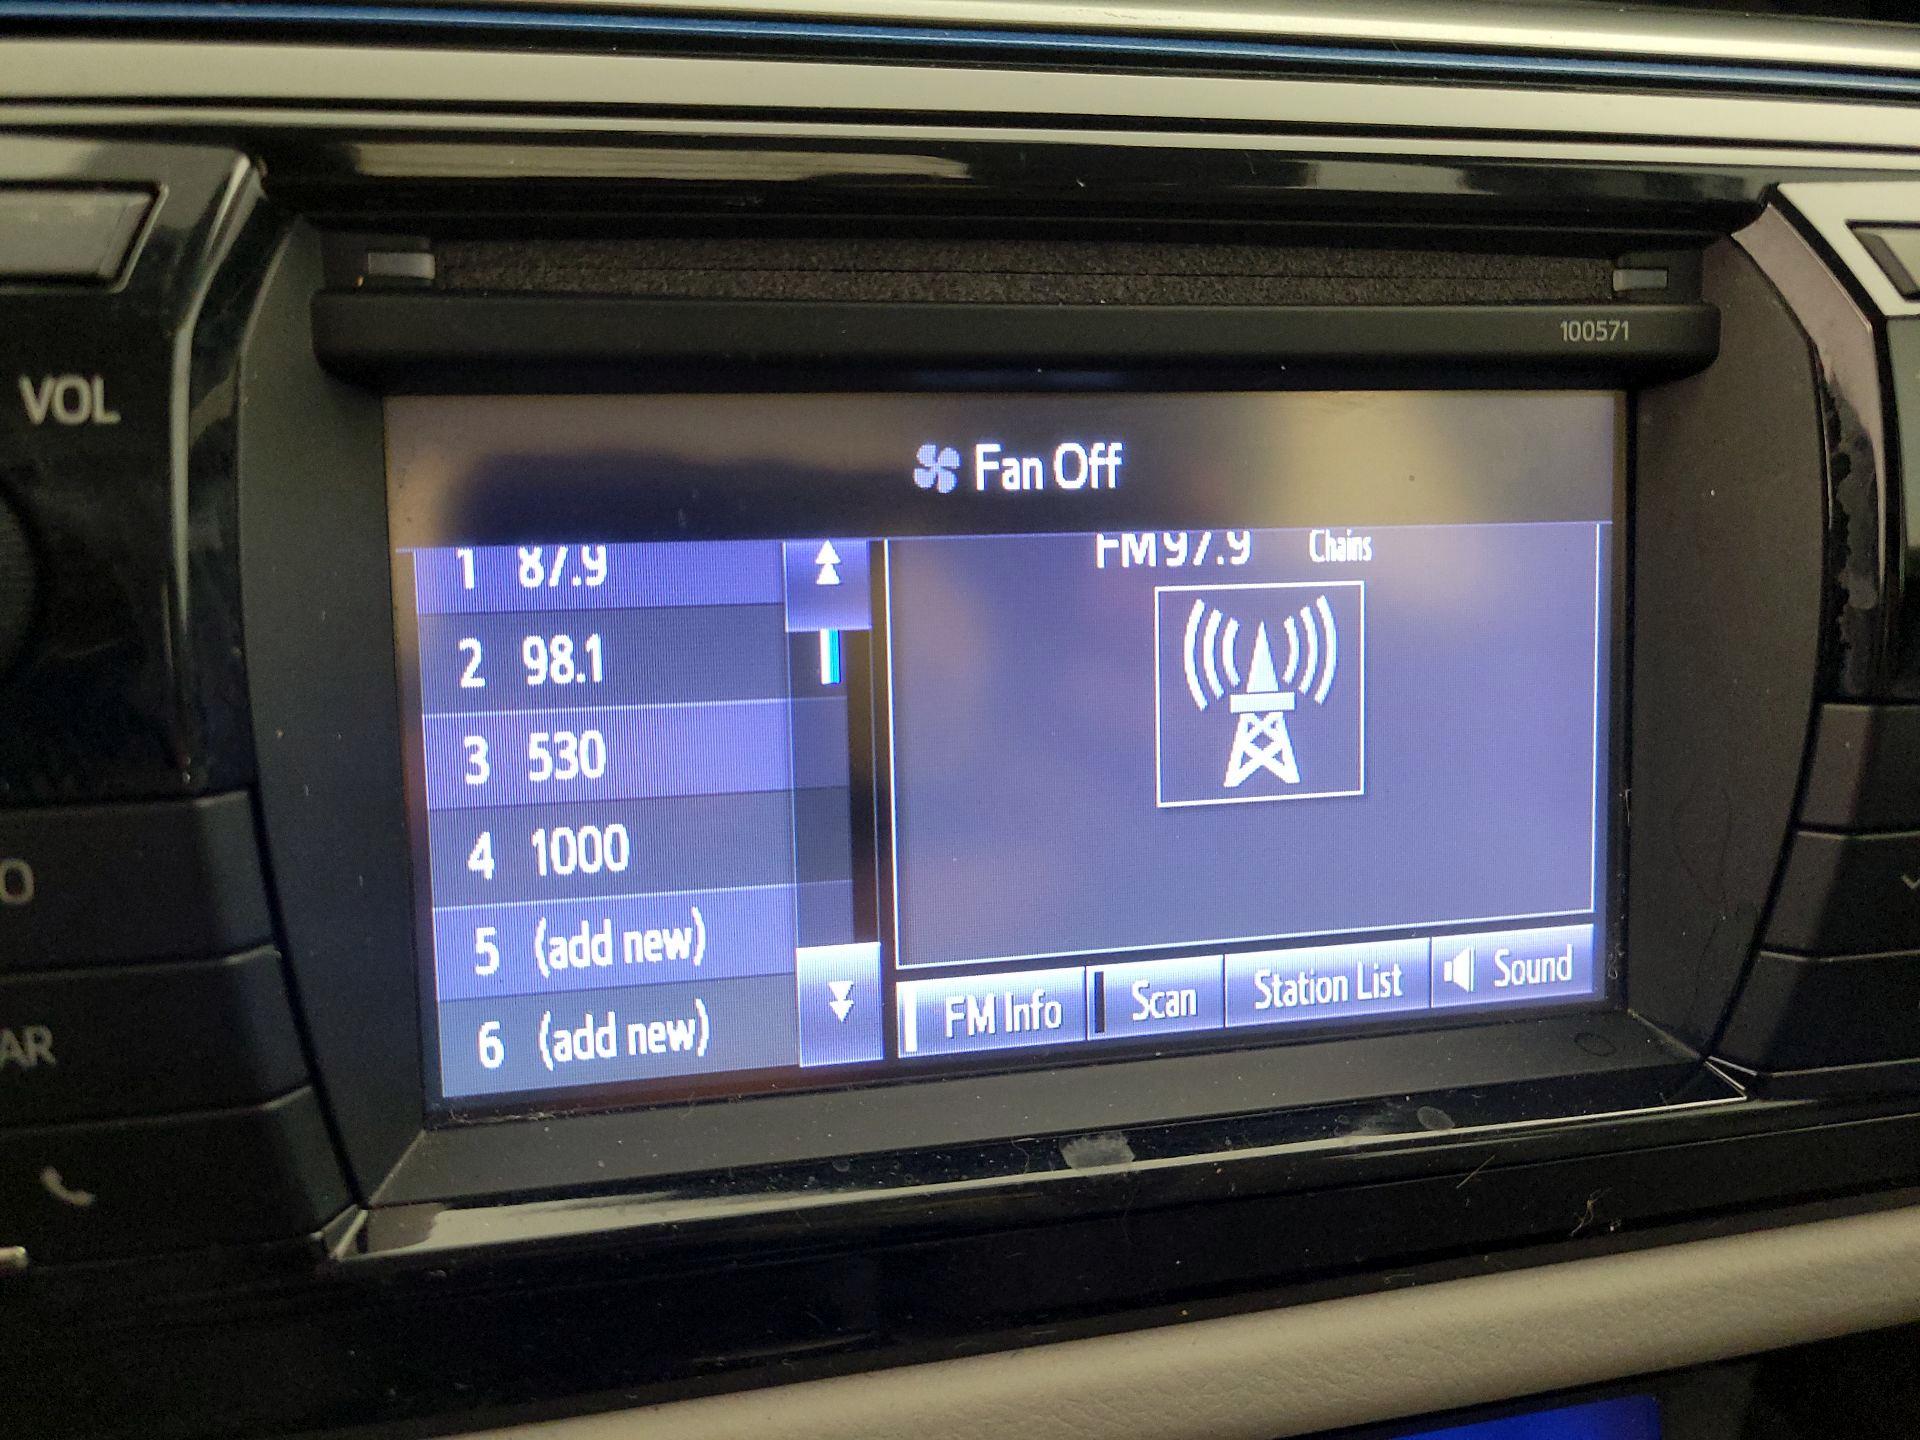 100571
VOL
Fan Off
1 87.9
FM 97.9 Chains
2 98.1
3 530
4 1000
5 (add new)
6 (add new)
FM Info Scan Station List Sound